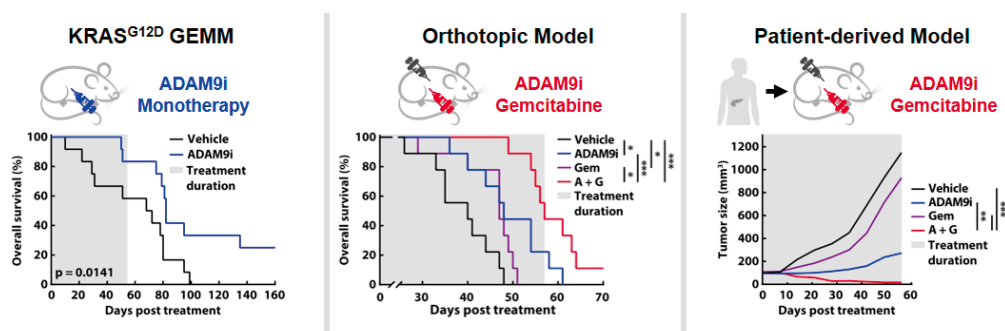 KRASG12D GEMM
ADAM9i
Monotherapy
Overall survival (%)
100
80
60
40
20
0
Vehicle
ADAM9i
Treatment
duration
p = 0.0141
0 20 40 60 80 100 120 140 160
Days post treatment
Orthotopic Model
ADAM9i
Gemcitabine
Overall survival (%)
100
80
60
40
20
0
Vehicle
ADAM9i
Gem
A + G
Treatment
duration
*
*
***
*
***
30 40 50 60 70
Days post treatment
Patient-derived Model
ADAM9i
Gemcitabine
Tumor size (mm³)
1200
1000
800
600
400
200
0
Vehicle
ADAM9i
Gem
A + G
Treatment
duration
**
***
0 10 20 30 40 50 60
Days post treatment